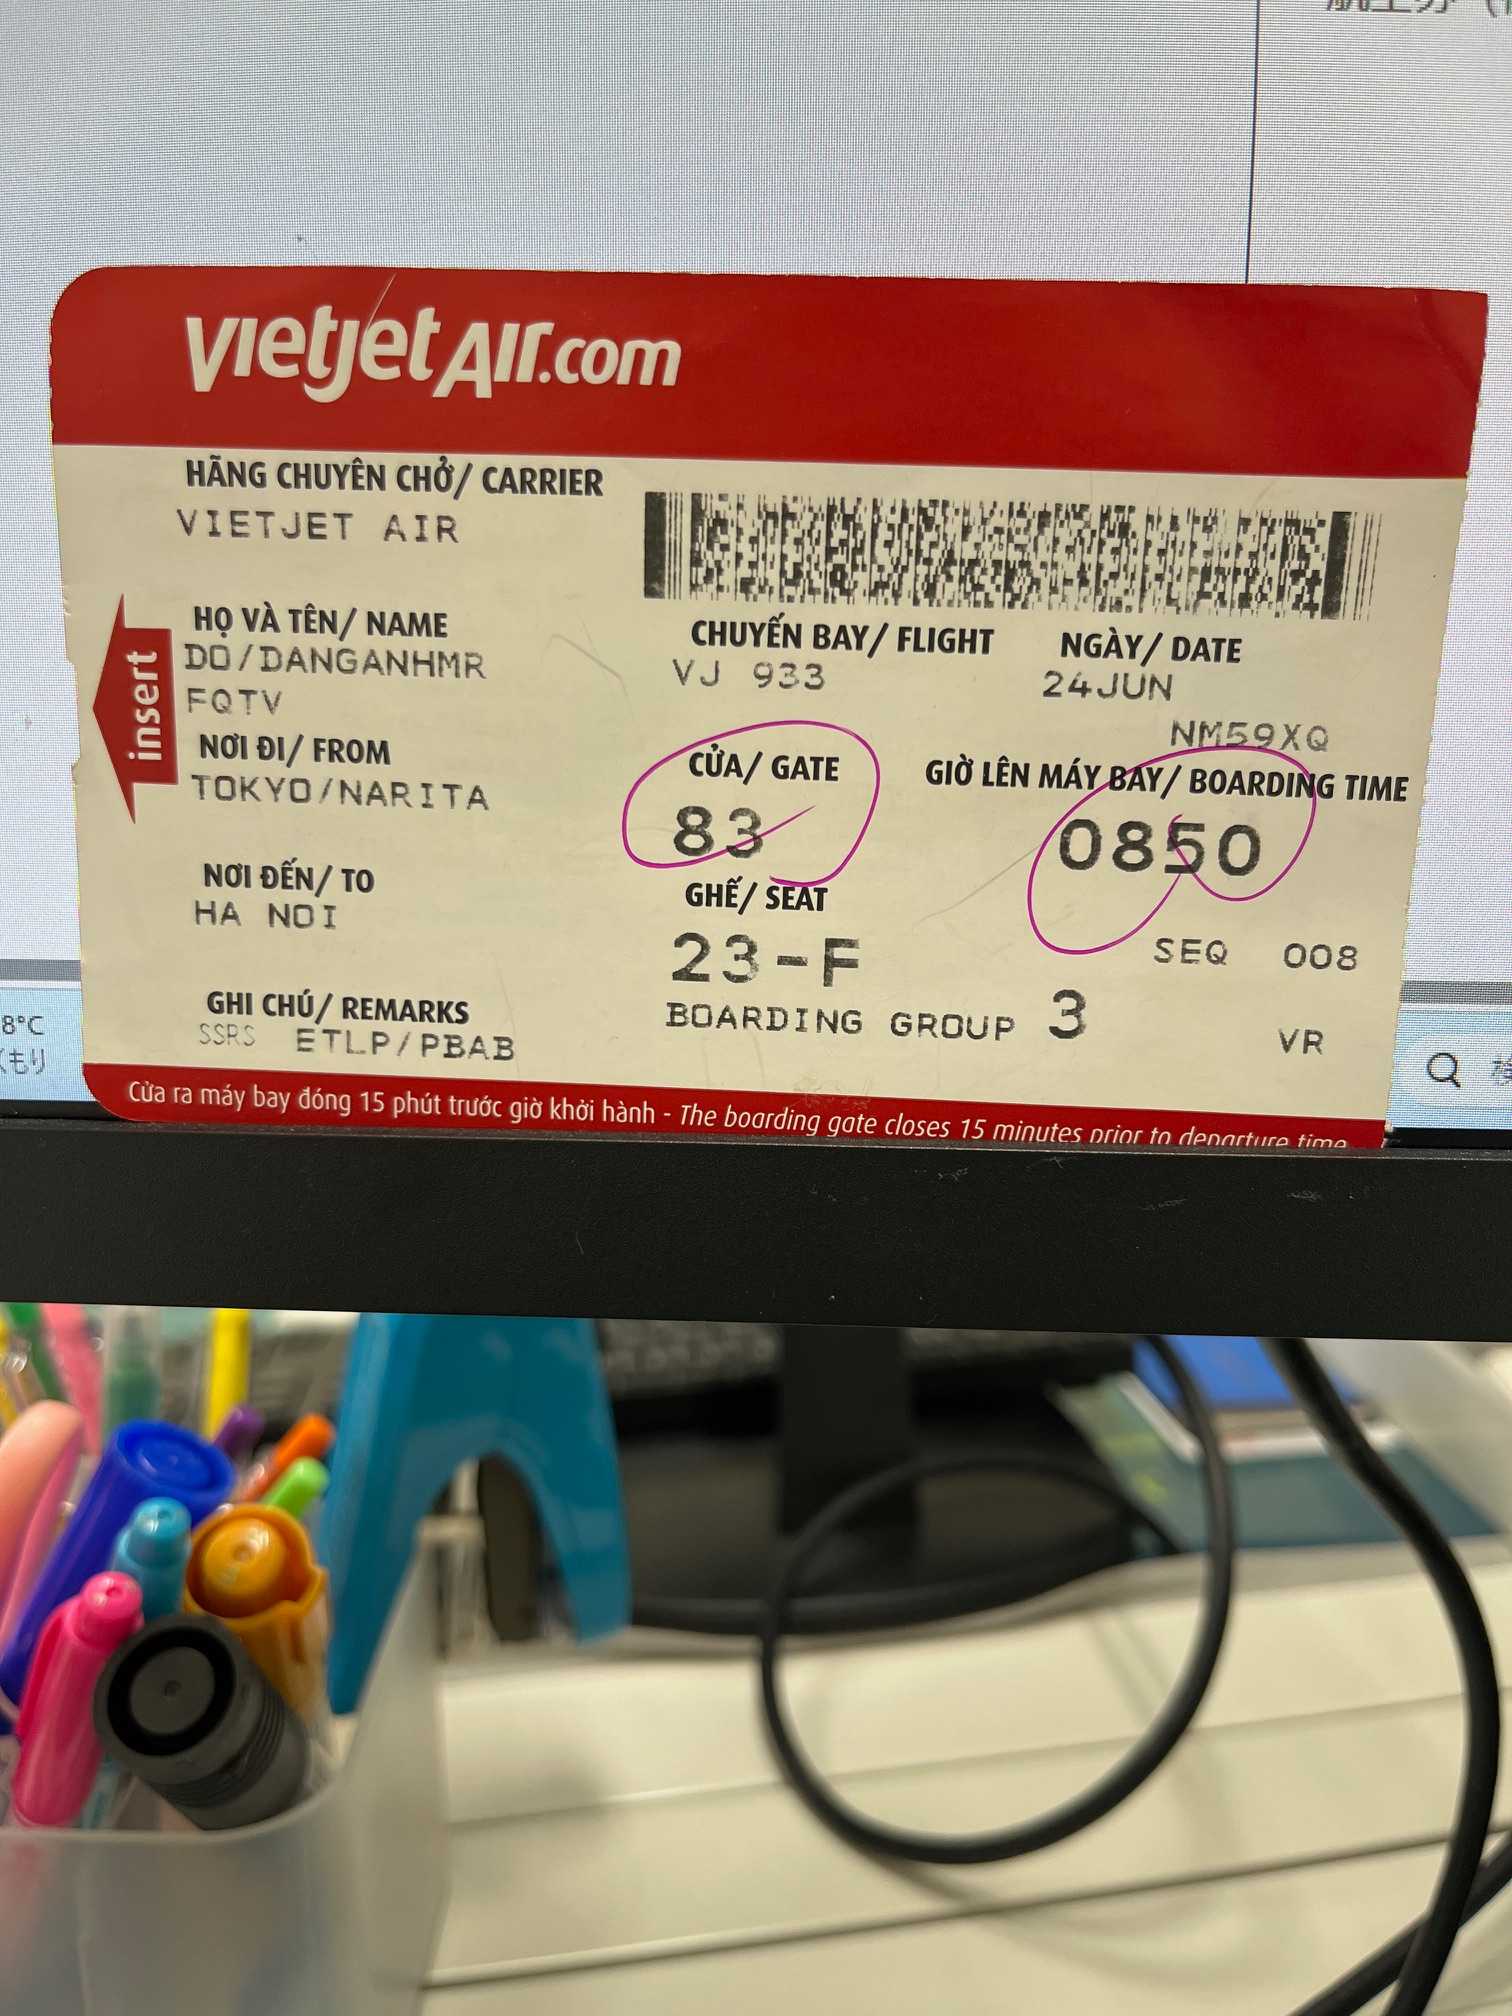 vietjetAir.com
HÃNG CHUYÊN CHỞ/ CARRIER
VIETJET AIR
HỌ VÀ TÊN/ NAME
DO/DANGANHMR
FQTV
CHUYẾN BAY/ FLIGHT
VJ 933
NGÀY/ DATE
24JUN
NM59XQ
insert
NƠI ĐI/ FROM
TOKYO/NARITA
CỬA/ GATE
83
GIỜ LÊN MÁY BAY/ BOARDING TIME
0850
NƠI ĐẾN/ TO
HA NOI
GHẾ/ SEAT
23-F
SEQ 008
GHI CHÚ/ REMARKS
SSRS ETLP/PBAB
BOARDING GROUP 3
VR
Cửa ra máy bay đóng 15 phút trước giờ khởi hành - The boarding gate closes 15 minutes prior to departure time
8°C
くもり